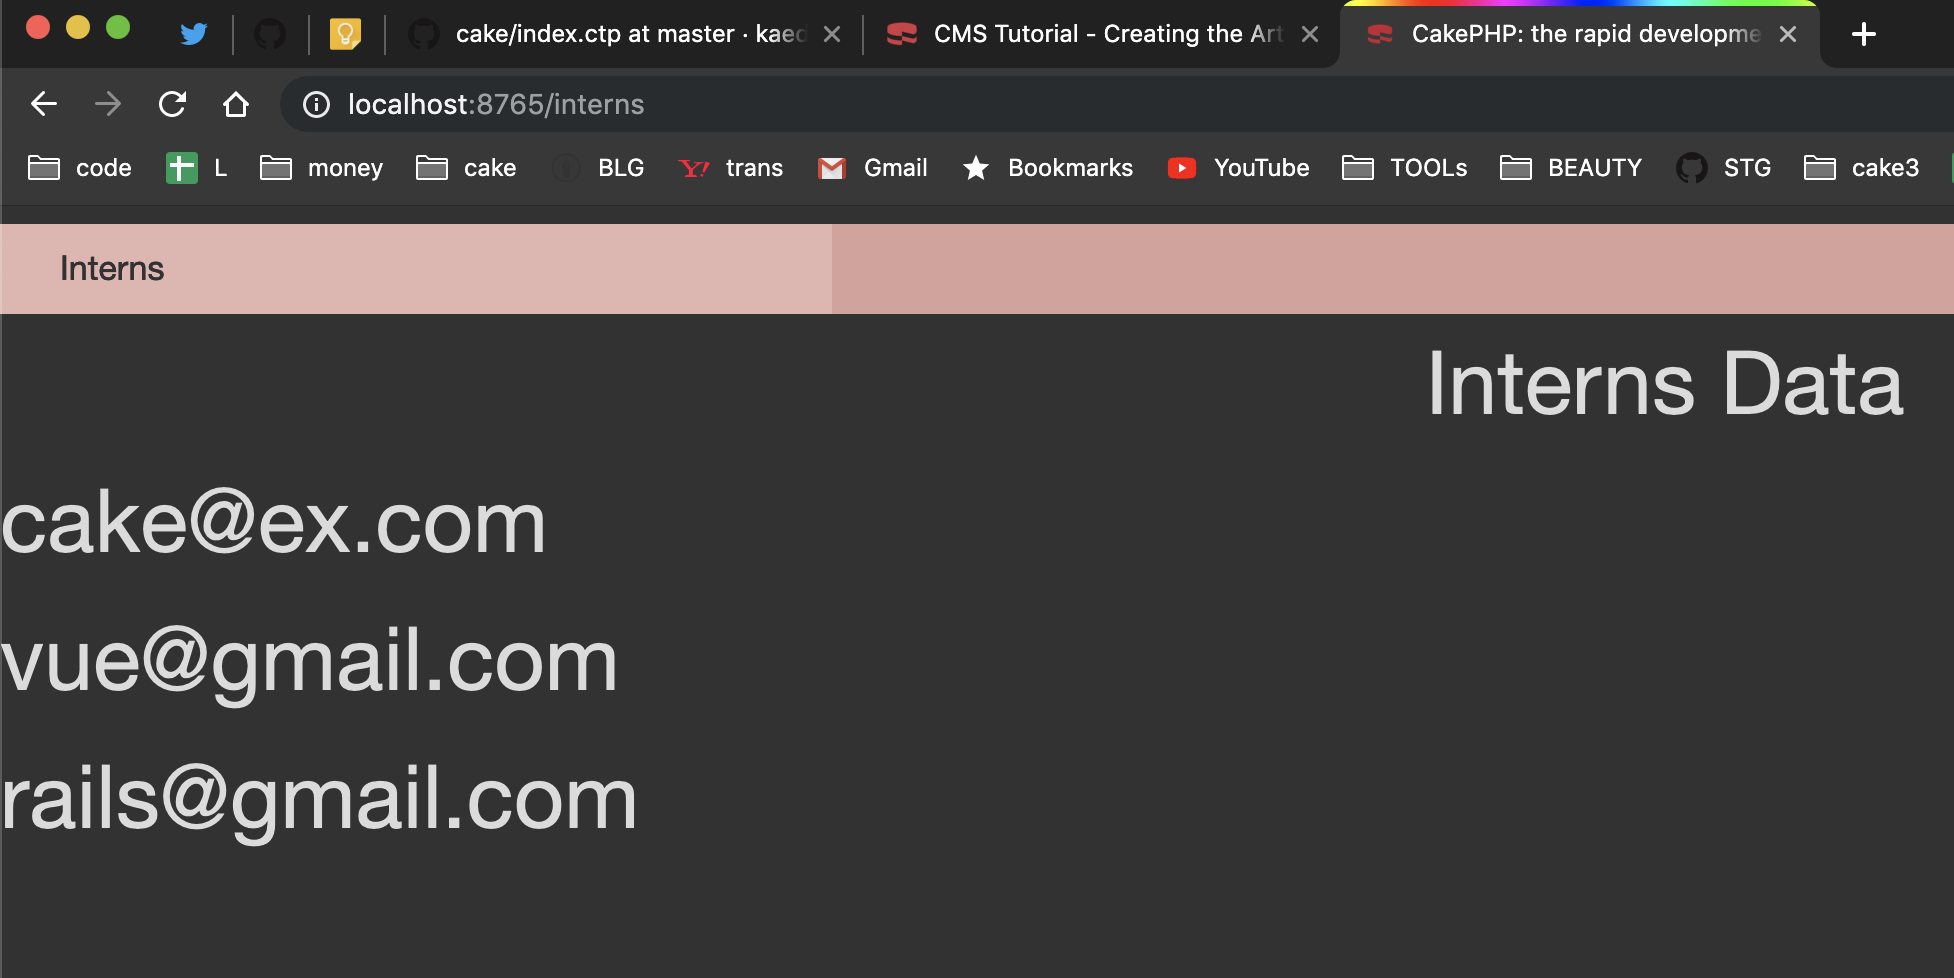 cake/index.ctp at master · kaed
CMS Tutorial - Creating the Art
CakePHP: the rapid developme
localhost:8765/interns
code L money cake BLG Y! trans Gmail Bookmarks YouTube TOOLs BEAUTY STG cake3
Interns
Interns Data
cake@ex.com
vue@gmail.com
rails@gmail.com